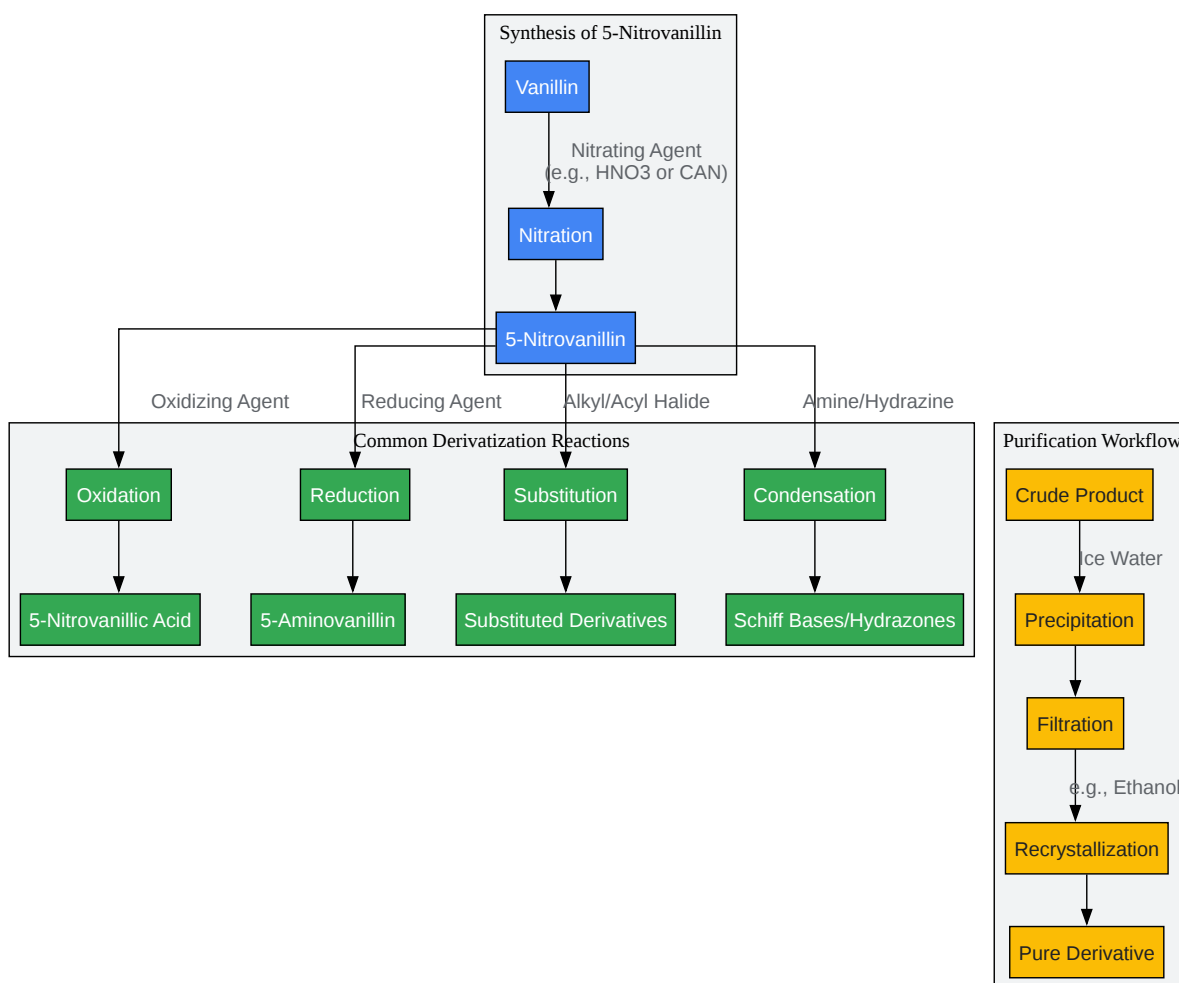 Synthesis of 5-Nitrovanillin
Vanillin
Nitrating Agent
(e.g., HNO3 or CAN)
Nitration
5-Nitrovanillin
Oxidizing Agent
Reducing Agent
Alkyl/Acyl Halide
Amine/Hydrazine
Common Derivatization Reactions
Oxidation
Reduction
Substitution
Condensation
5-Nitrovanillic Acid
5-Aminovanillin
Substituted Derivatives
Schiff Bases/Hydrazones
Purification Workflow
Crude Product
Ice Water
Precipitation
Filtration
e.g., Ethanol
Recrystallization
Pure Derivative